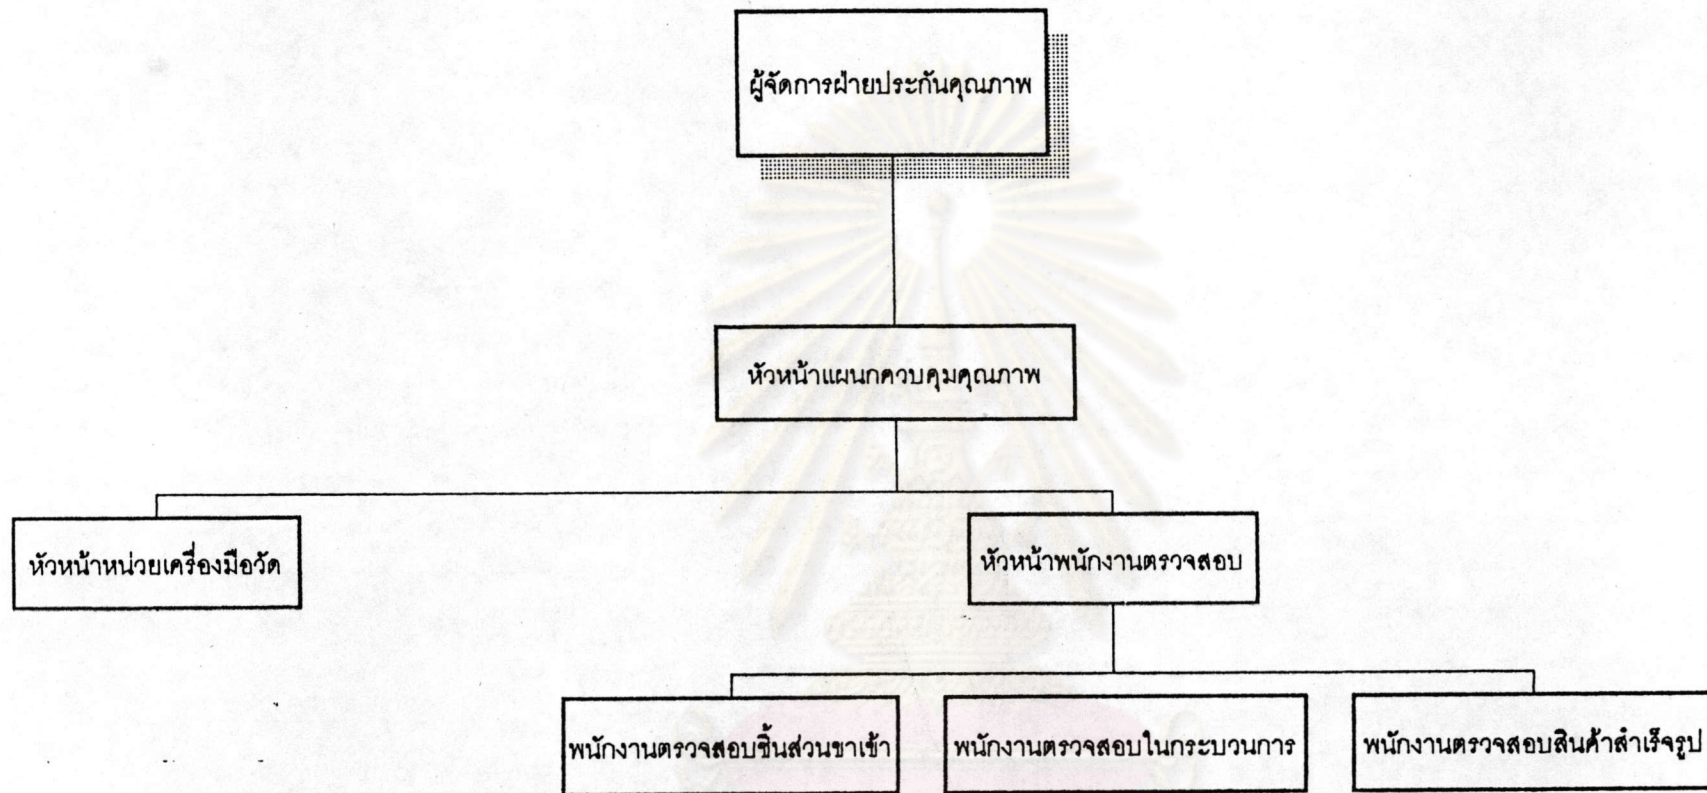 ผู้จัดการฝ่ายประกันคุณภาพ
หัวหน้าแผนกควบคุมคุณภาพ
หัวหน้าหน่วยเครื่องมือวัด
หัวหน้าพนักงานตรวจสอบ
พนักงานตรวจสอบชิ้นส่วนขาเข้า
พนักงานตรวจสอบในกระบวนการ
พนักงานตรวจสอบสินค้าสำเร็จรูป